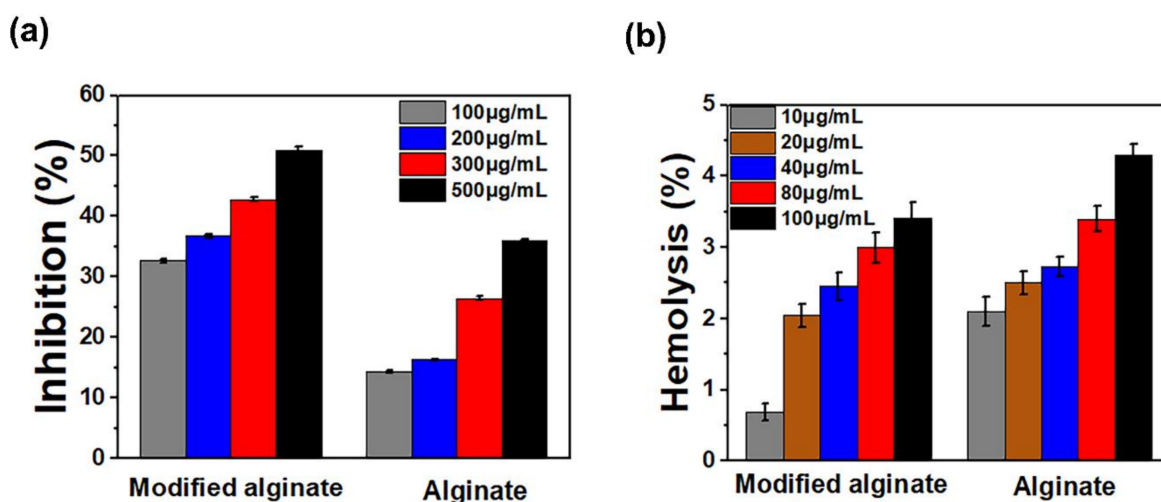 (a)
Inhibition (%)
60
50
40
30
20
10
0
100µg/mL
200µg/mL
300µg/mL
500µg/mL
Modified alginate
Alginate
(b)
Hemolysis (%)
5
4
3
2
1
0
10µg/mL
20µg/mL
40µg/mL
80µg/mL
100µg/mL
Modified alginate
Alginate